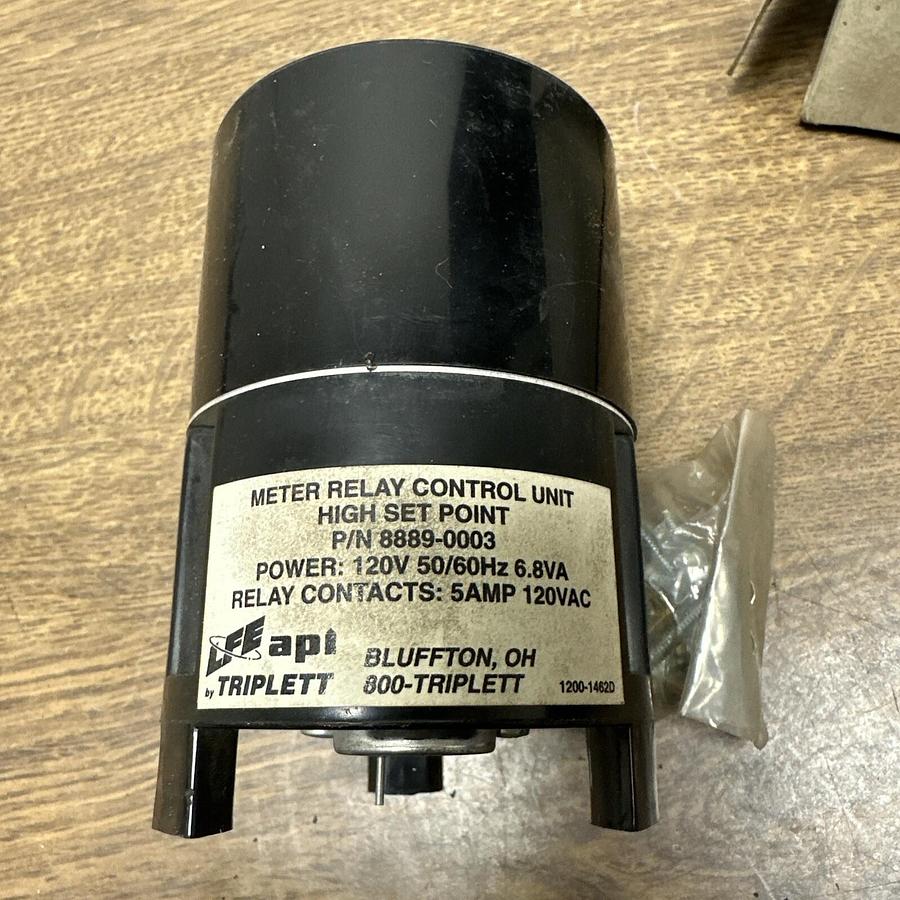 METER RELAY CONTROL UNIT
HIGH SET POINT
P/N 8889-0003
POWER: 120V 50/60Hz 6.8VA
RELAY CONTACTS: 5AMP 120VAC
LFE api
BLUFFTON, OH
by TRIPLETT
800-TRIPLETT
1200-1462D